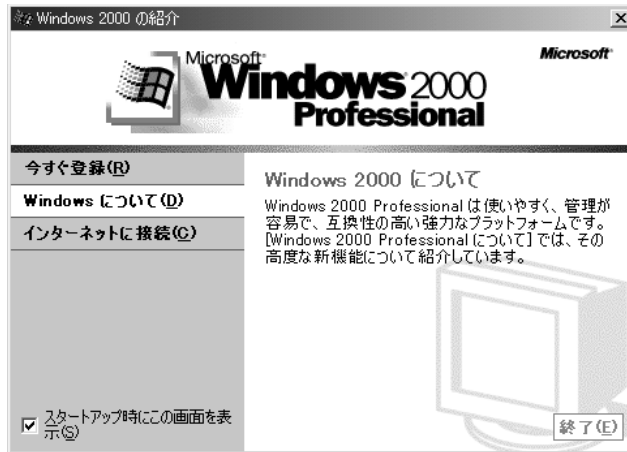 Windows 2000 の紹介
Microsoft
Microsoft
Windows 2000
Professional
今すぐ登録(R)
Windows について(D)
インターネットに接続(C)
Windows 2000 について
Windows 2000 Professional は使いやすく、管理が
容易で、互換性の高い強力なプラットフォームです。
[Windows 2000 Professional について] では、その
高度な新機能について紹介しています。
スタートアップ時にこの画面を表
示(S)
終了(E)